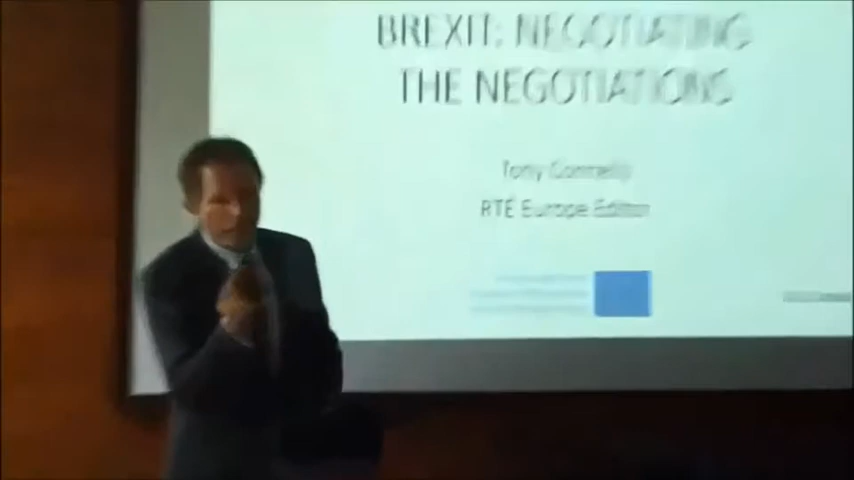 BREXIT: NEGOTIATING
THE NEGOTIATIONS
Tony Connelly
RTÉ Europe Editor